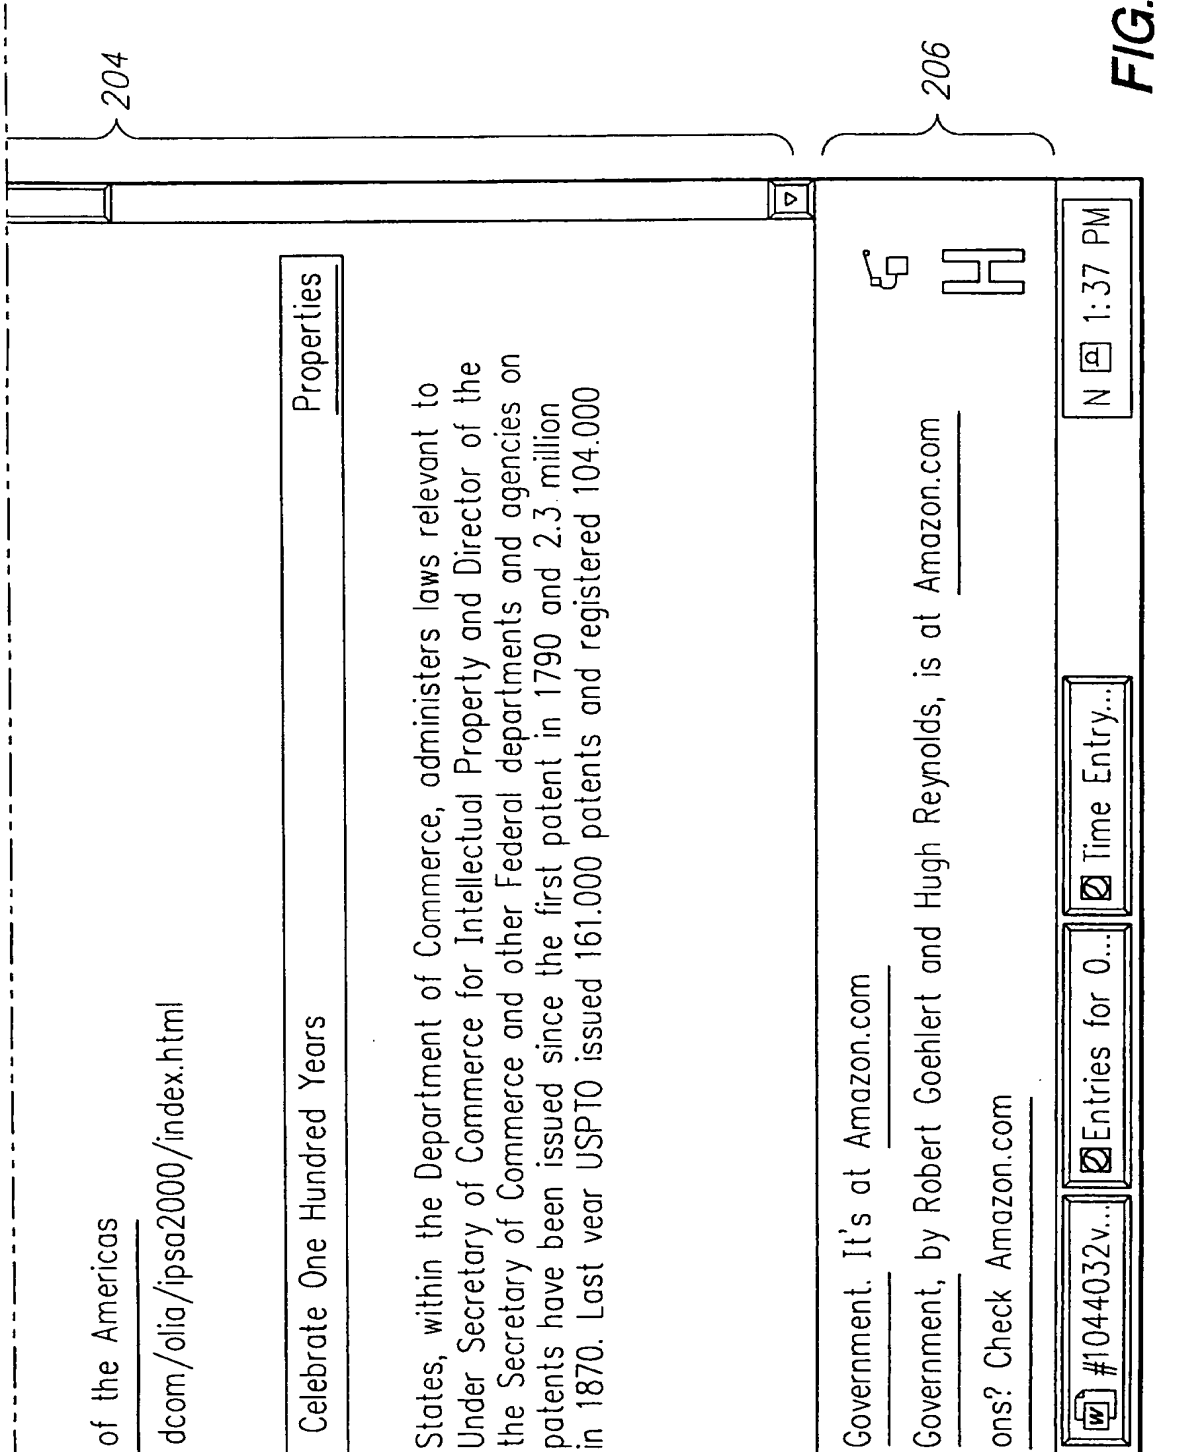 of the Americas
dcom/olia/ipsa2000/index.html
Celebrate One Hundred Years Properties
States, within the Department of Commerce, administers laws relevant to
Under Secretary of Commerce for Intellectual Property and Director of the
the Secretary of Commerce and other Federal departments and agencies on
patents have been issued since the first patent in 1790 and 2.3 million
in 1870. Last vear USPTO issued 161.000 patents and registered 104.000
204
Government. It's at Amazon.com
Government, by Robert Goehlert and Hugh Reynolds, is at Amazon.com
ons? Check Amazon.com
H
206
W #1044032v... Entries for O... Time Entry... N 1:37 PM
FIG.